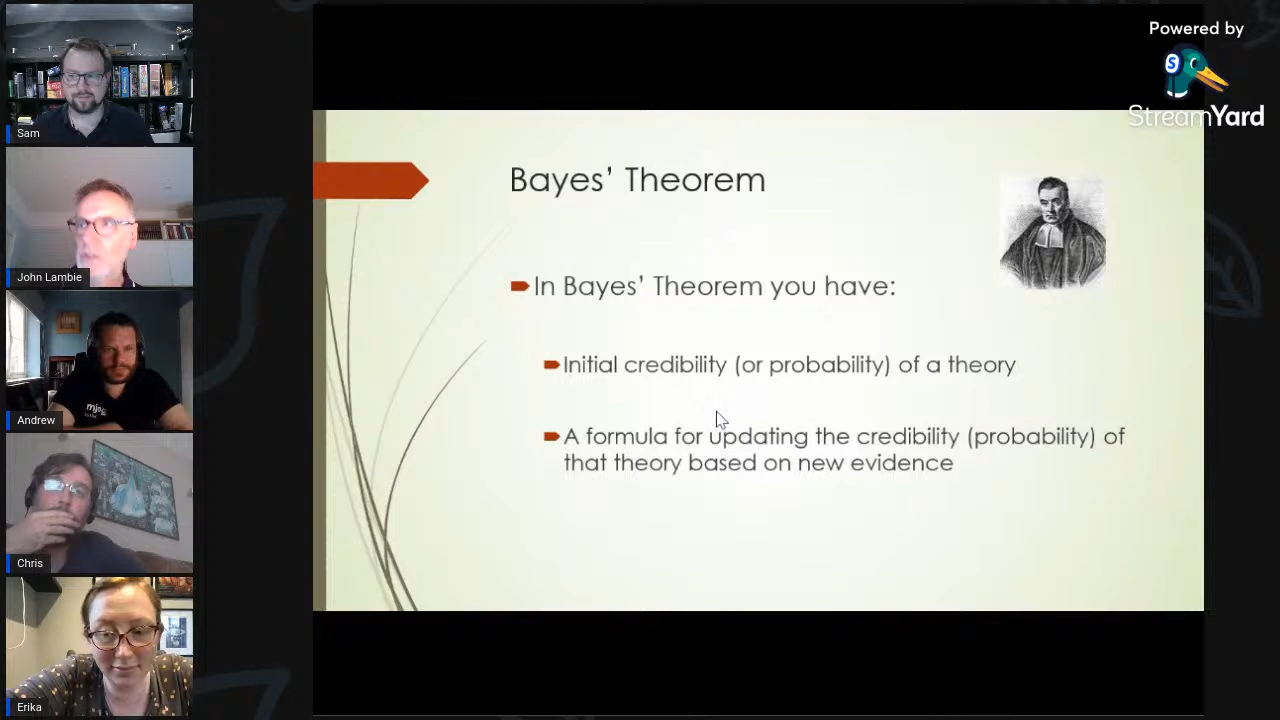 Sam
John Lambie
Andrew
mjog
Chris
Erika
Bayes’ Theorem
In Bayes’ Theorem you have:
Initial credibility (or probability) of a theory
A formula for updating the credibility (probability) of
that theory based on new evidence
Powered by
S
StreamYard